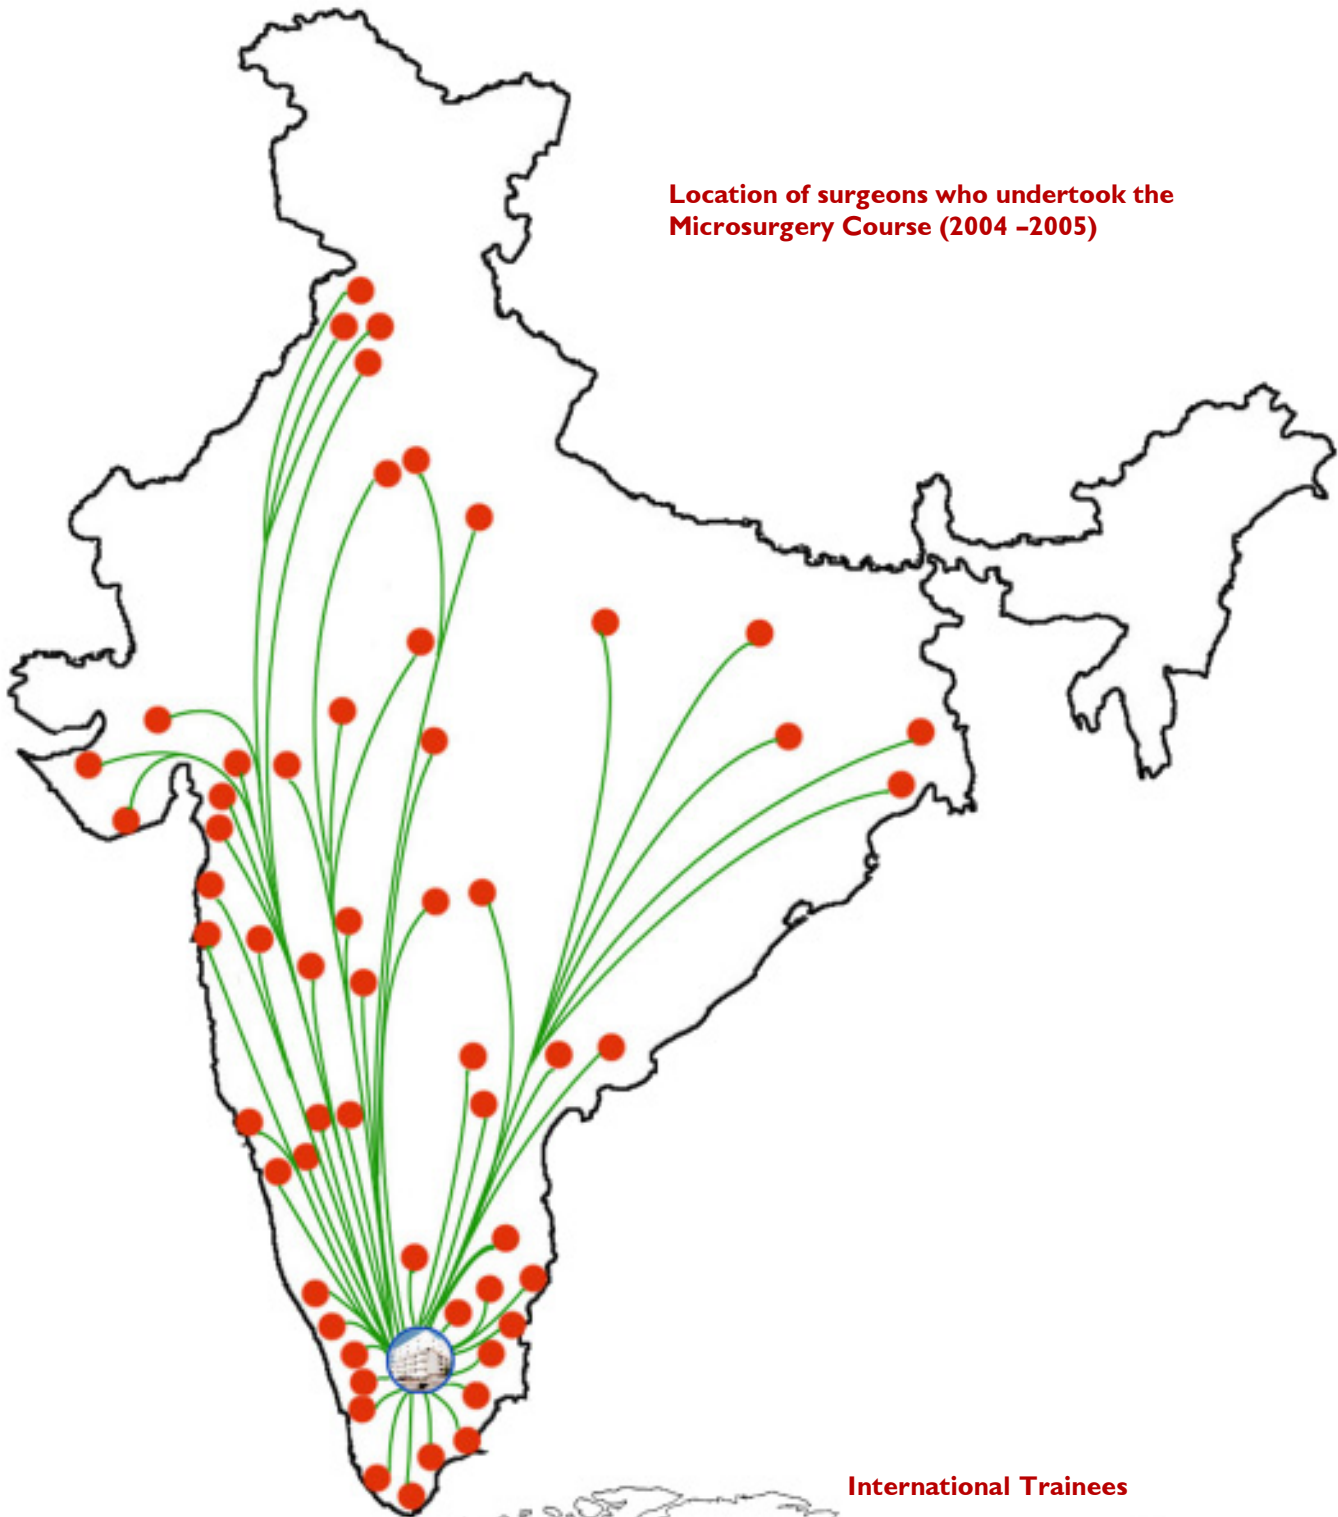 Location of surgeons who undertook the
Microsurgery Course (2004 –2005)
International Trainees